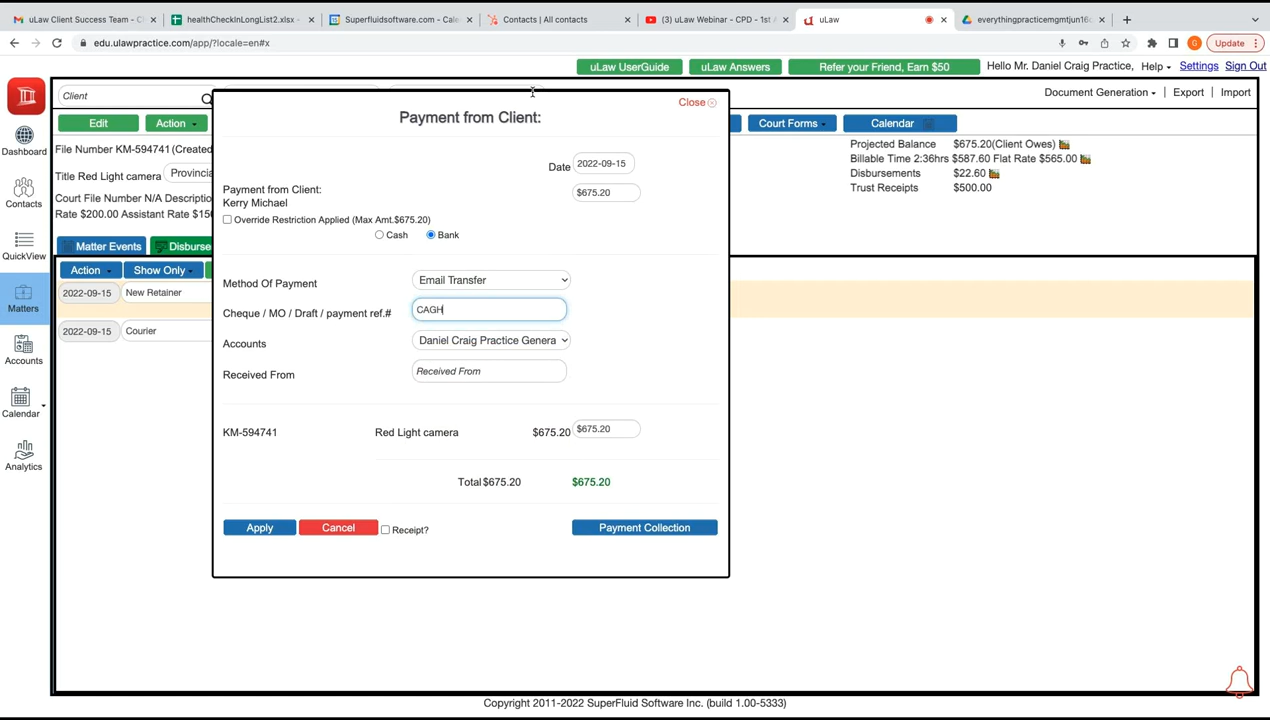 uLaw Client Success Team - C
healthCheckInLongList2.xlsx
Superfluidsoftware.com - Cale
Contacts | All contacts
(3) uLaw Webinar - CPD - 1st A
uLaw
everythingpracticemgmtjun16
edu.ulawpractice.com/app/?locale=en#x
G
Update
uLaw UserGuide
uLaw Answers
Refer your Friend, Earn $50
Hello Mr. Daniel Craig Practice,
Help
Settings
Sign Out
Client
Document Generation
Export
Import
Edit
Action
Court Forms
Calendar
File Number KM-594741 (Created
Title Red Light camera
Provincia
Court File Number N/A Descriptio
Rate $200.00 Assistant Rate $15
Projected Balance $675.20(Client Owes)
Billable Time 2:36hrs $587.60 Flat Rate $565.00
Disbursements $22.60
Trust Receipts $500.00
Dashboard
Contacts
QuickView
Matters
Accounts
Calendar
Analytics
Matter Events
Disburse
Action
Show Only
2022-09-15
New Retainer
2022-09-15
Courier
Close
Payment from Client:
Date 2022-09-15
Payment from Client:
Kerry Michael
$675.20
Override Restriction Applied (Max Amt.$675.20)
Cash
Bank
Method Of Payment
Email Transfer
Cheque / MO / Draft / payment ref.#
CAGH
Accounts
Daniel Craig Practice Genera
Received From
Received From
KM-594741
Red Light camera
$675.20
$675.20
Total$675.20
$675.20
Apply
Cancel
Receipt?
Payment Collection
Copyright 2011-2022 SuperFluid Software Inc. (build 1.00-5333)